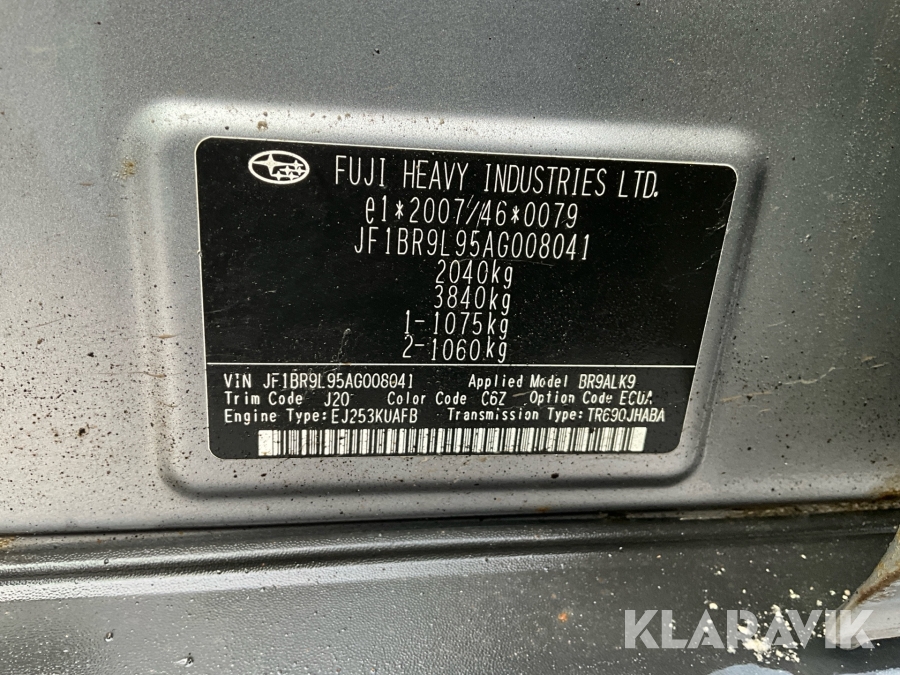 FUJI HEAVY INDUSTRIES LTD.
e1*2007/46*0079
JF1BR9L95AG008041
2040kg
3840kg
1-1075kg
2-1060kg
VIN JF1BR9L95AG008041 Applied Model BR9ALK9
Trim Code J20 Color Code C6Z Option Code ECUA
Engine Type:EJ253KUAFB Transmission Type:TR690JHABA
KLARAVIK